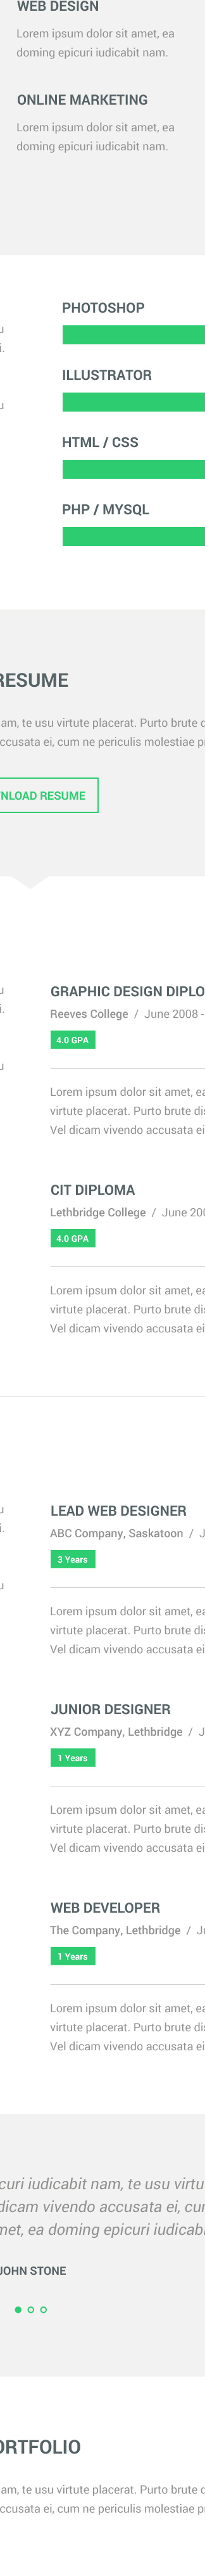 WEB DESIGN
Lorem ipsum dolor sit amet, ea
doming epicuri iudicabit nam.
ONLINE MARKETING
Lorem ipsum dolor sit amet, ea
doming epicuri iudicabit nam.
PHOTOSHOP
ILLUSTRATOR
HTML / CSS
PHP / MYSQL
RESUME
am, te usu virtute placerat. Purto brute
ccusata ei, cum ne periculis molestiae
NLOAD RESUME
GRAPHIC DESIGN DIPLO
Reeves College / June 2008 -
4.0 GPA
Lorem ipsum dolor sit amet, ea
virtute placerat. Purto brute
Vel dicam vivendo accusata ei
CIT DIPLOMA
Lethbridge College / June 20
4.0 GPA
Lorem ipsum dolor sit amet, ea
virtute placerat. Purto brute
Vel dicam vivendo accusata ei
LEAD WEB DESIGNER
ABC Company, Saskatoon / J
3 Years
Lorem ipsum dolor sit amet, ea
virtute placerat. Purto brute
Vel dicam vivendo accusata ei
JUNIOR DESIGNER
XYZ Company, Lethbridge / J
1 Years
Lorem ipsum dolor sit amet, ea
virtute placerat. Purto brute
Vel dicam vivendo accusata ei
WEB DEVELOPER
The Company, Lethbridge / Ju
1 Years
Lorem ipsum dolor sit amet, ea
virtute placerat. Purto brute
Vel dicam vivendo accusata ei
curi iudicabit nam, te usu virtu
dicam vivendo accusata ei, cu
met, ea doming epicuri iudicab
JOHN STONE
ORTFOLIO
am, te usu virtute placerat. Purto brute
ccusata ei, cum ne periculis molestiae